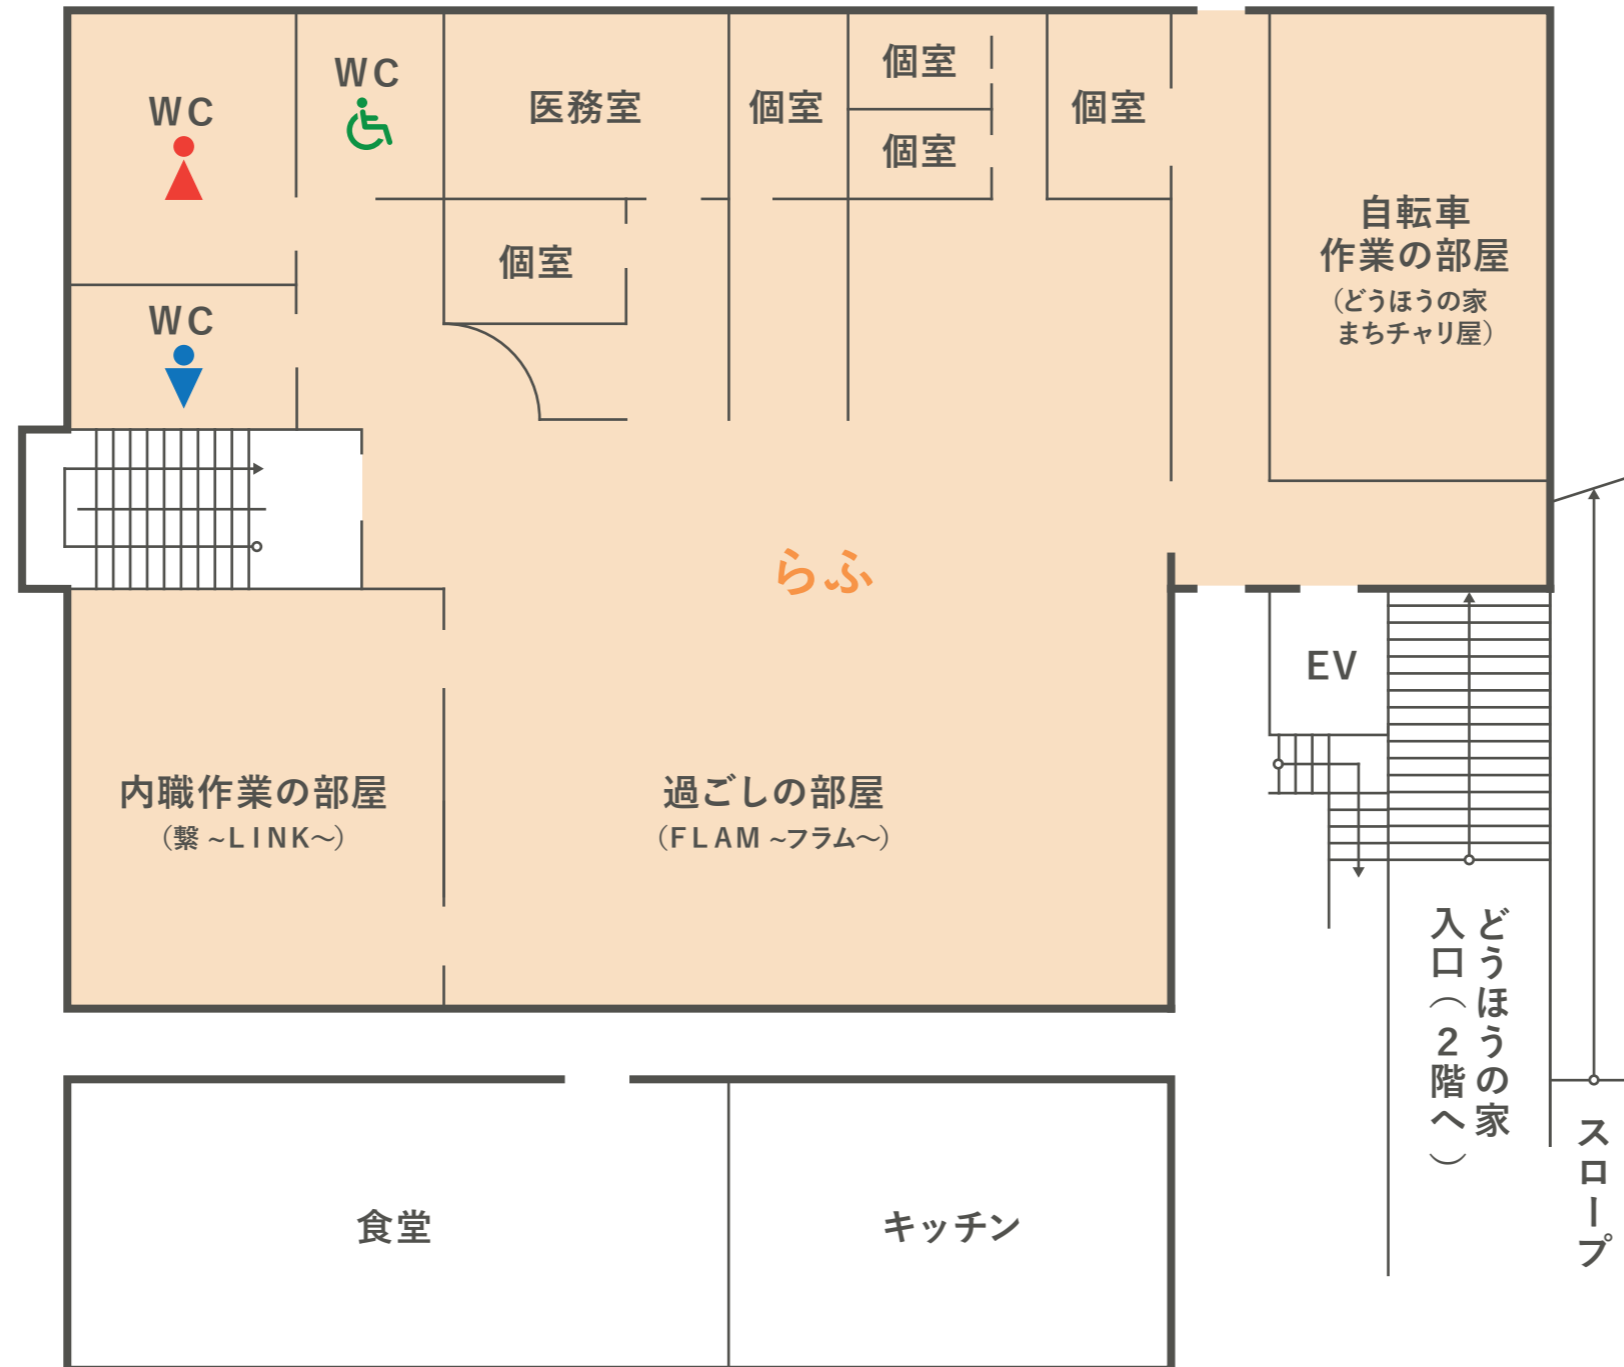 WC
WC
医務室
個室
個室
個室
個室
個室
WC
自転車
作業の部屋
（どうほうの家
まちチャリ屋）
らふ
EV
内職作業の部屋
（繋 ~LINK～）
過ごしの部屋
（FLAM ~フラム～）
どうほうの家
入口（2階へ）
スロープ
食堂
キッチン